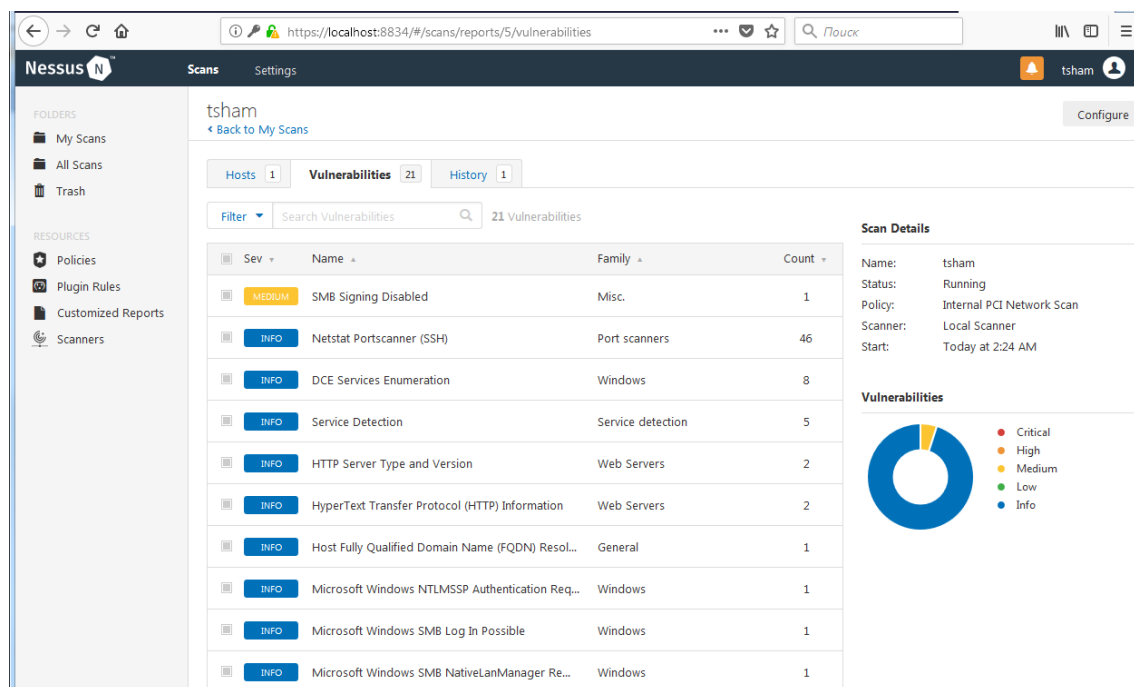 https://localhost:8834/#/scans/reports/5/vulnerabilities
Поиск
Nessus N
Scans Settings
tsham
FOLDERS
My Scans
All Scans
Trash
RESOURCES
Policies
Plugin Rules
Customized Reports
Scanners
tsham
Back to My Scans
Configure
Hosts 1 Vulnerabilities 21 History 1
Filter Search Vulnerabilities 21 Vulnerabilities
Sev Name Family Count
MEDIUM SMB Signing Disabled Misc. 1
INFO Netstat Portscanner (SSH) Port scanners 46
INFO DCE Services Enumeration Windows 8
INFO Service Detection Service detection 5
INFO HTTP Server Type and Version Web Servers 2
INFO HyperText Transfer Protocol (HTTP) Information Web Servers 2
INFO Host Fully Qualified Domain Name (FQDN) Resol... General 1
INFO Microsoft Windows NTLMSSP Authentication Req... Windows 1
INFO Microsoft Windows SMB Log In Possible Windows 1
INFO Microsoft Windows SMB NativeLanManager Re... Windows 1
Scan Details
Name: tsham
Status: Running
Policy: Internal PCI Network Scan
Scanner: Local Scanner
Start: Today at 2:24 AM
Vulnerabilities
Critical
High
Medium
Low
Info